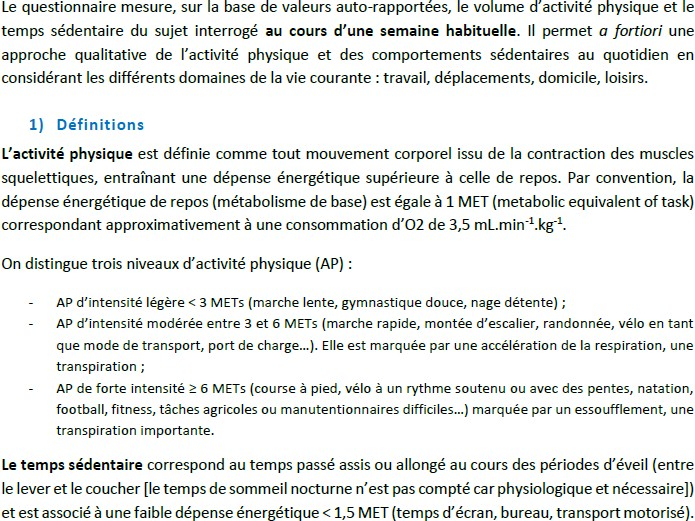 Le questionnaire mesure, sur la base de valeurs auto-rapportées, le volume d'activité physique et le
temps sédentaire du sujet interrogé au cours d'une semaine habituelle. Il permet a fortiori une
approche qualitative de l'activité physique et des comportements sédentaires au quotidien en
considérant les différents domaines de la vie courante : travail, déplacements, domicile, loisirs.
1) Définitions
L'activité physique est définie comme tout mouvement corporel issu de la contraction des muscles
squelettiques, entraînant une dépense énergétique supérieure à celle de repos. Par convention, la
dépense énergétique de repos (métabolisme de base) est égale à 1 MET (metabolic equivalent of task)
correspondant approximativement à une consommation d'O2 de 3,5 mL.min⁻¹.kg⁻¹.
On distingue trois niveaux d'activité physique (AP) :
- AP d'intensité légère < 3 METs (marche lente, gymnastique douce, nage détente) ;
- AP d'intensité modérée entre 3 et 6 METs (marche rapide, montée d'escalier, randonnée, vélo en tant
que mode de transport, port de charge…). Elle est marquée par une accélération de la respiration, une
transpiration ;
- AP de forte intensité ≥ 6 METs (course à pied, vélo à un rythme soutenu ou avec des pentes, natation,
football, fitness, tâches agricoles ou manutentionnaires difficiles…) marquée par un essoufflement, une
transpiration importante.
Le temps sédentaire correspond au temps passé assis ou allongé au cours des périodes d'éveil (entre
le lever et le coucher [le temps de sommeil nocturne n'est pas compté car physiologique et nécessaire])
et est associé à une faible dépense énergétique < 1,5 MET (temps d'écran, bureau, transport motorisé).